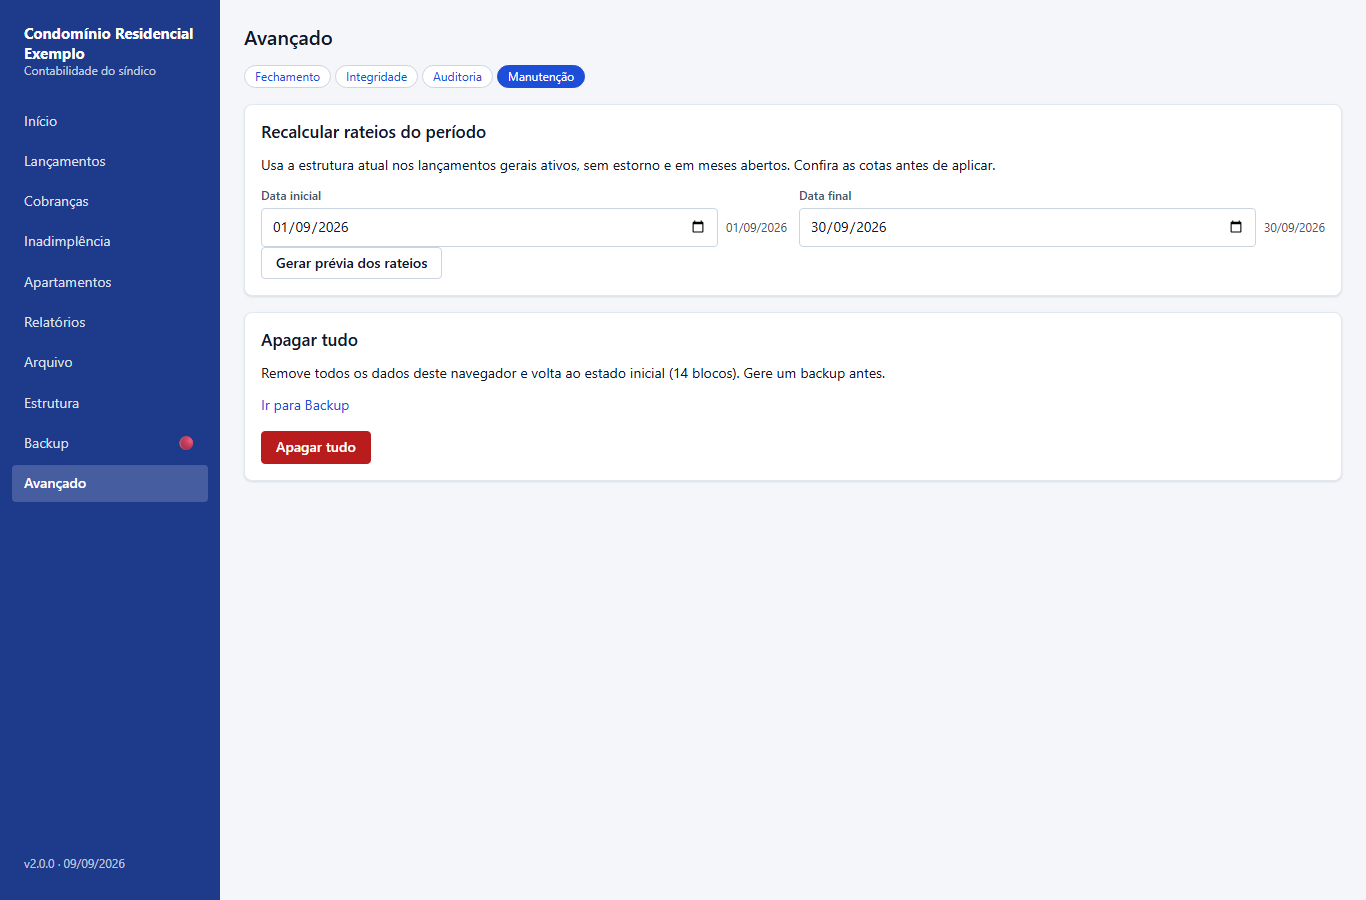 Condomínio Residencial
Exemplo
Contabilidade do síndico
Início
Lançamentos
Cobranças
Inadimplência
Apartamentos
Relatórios
Arquivo
Estrutura
Backup
Avançado
v2.0.0 · 09/09/2026
Avançado
Fechamento Integridade Auditoria Manutenção
Recalcular rateios do período
Usa a estrutura atual nos lançamentos gerais ativos, sem estorno e em meses abertos. Confira as cotas antes de aplicar.
Data inicial Data final
01/09/2026 01/09/2026 30/09/2026 30/09/2026
Gerar prévia dos rateios
Apagar tudo
Remove todos os dados deste navegador e volta ao estado inicial (14 blocos). Gere um backup antes.
Ir para Backup
Apagar tudo